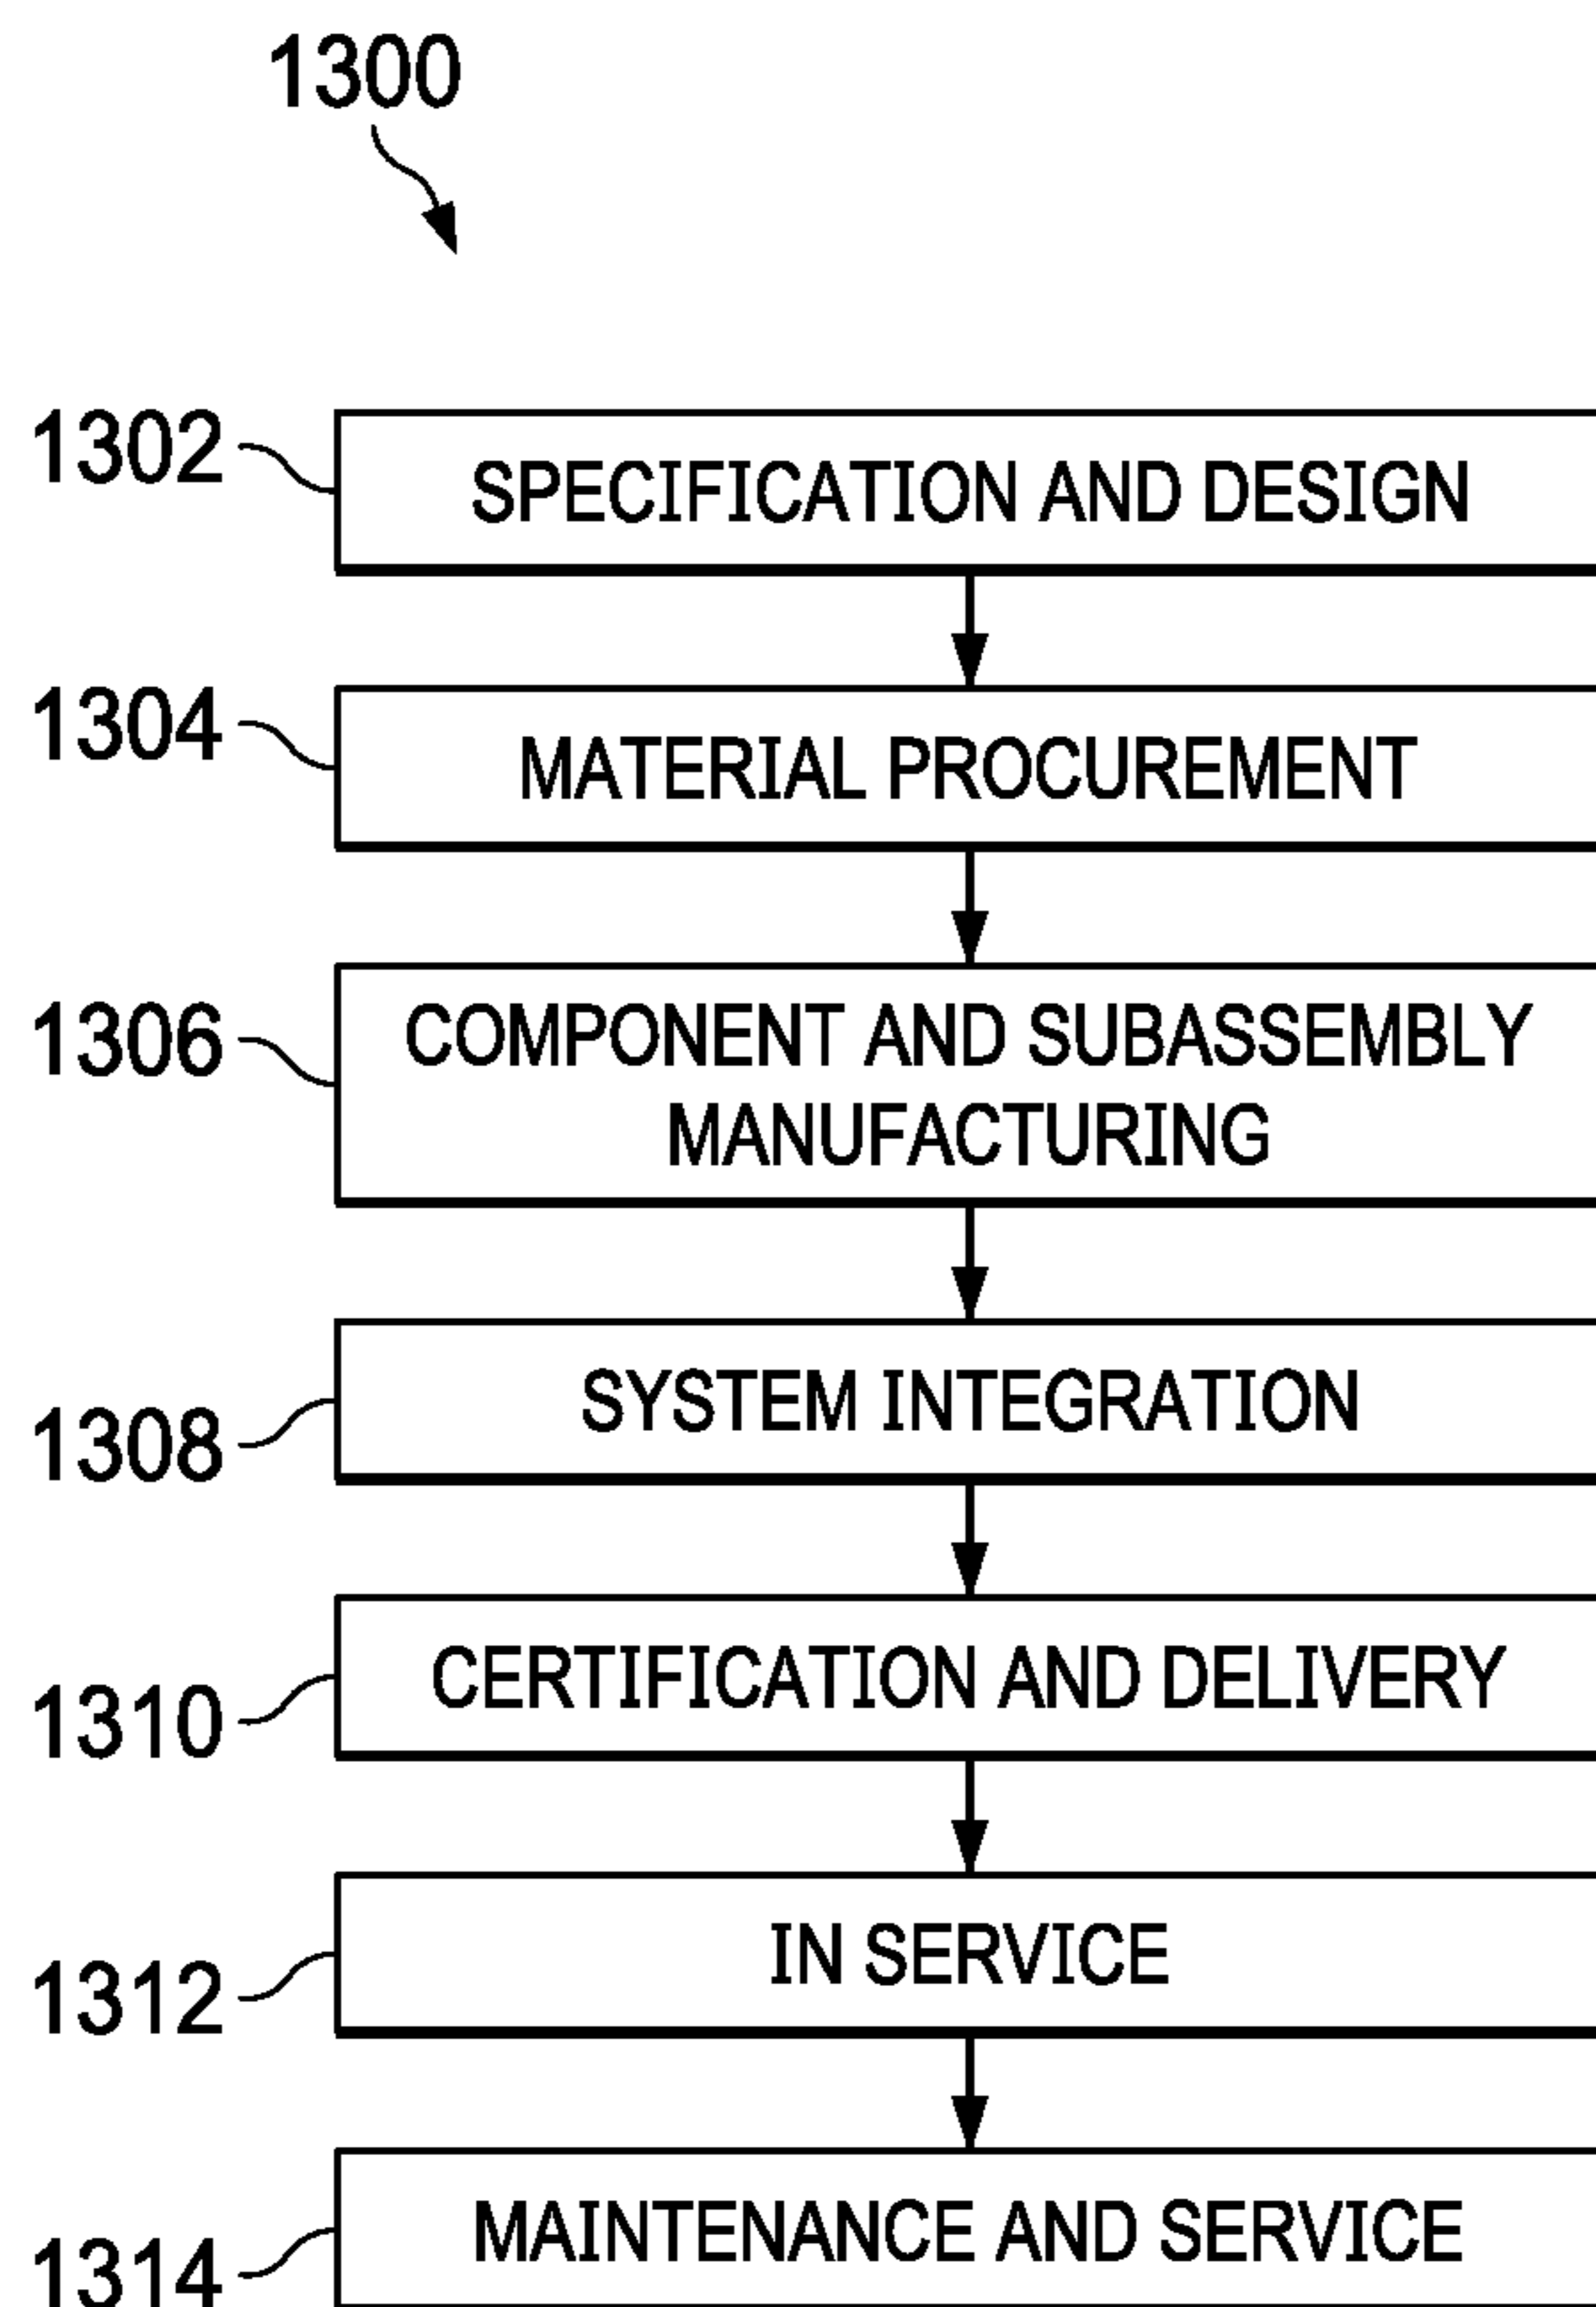 1300
1302
SPECIFICATION AND DESIGN
1304
MATERIAL PROCUREMENT
1306
COMPONENT AND SUBASSEMBLY
MANUFACTURING
1308
SYSTEM INTEGRATION
1310
CERTIFICATION AND DELIVERY
1312
IN SERVICE
1314
MAINTENANCE AND SERVICE